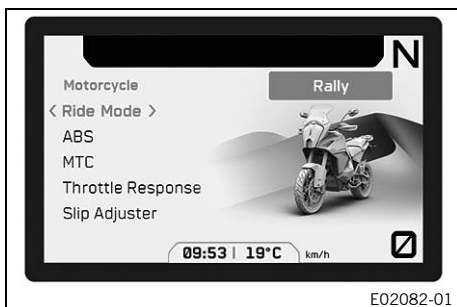 N
Motorcycle Rally
< Ride Mode >
ABS
MTC
Throttle Response
Slip Adjuster
09:53 | 19°C km/h
E02082-01